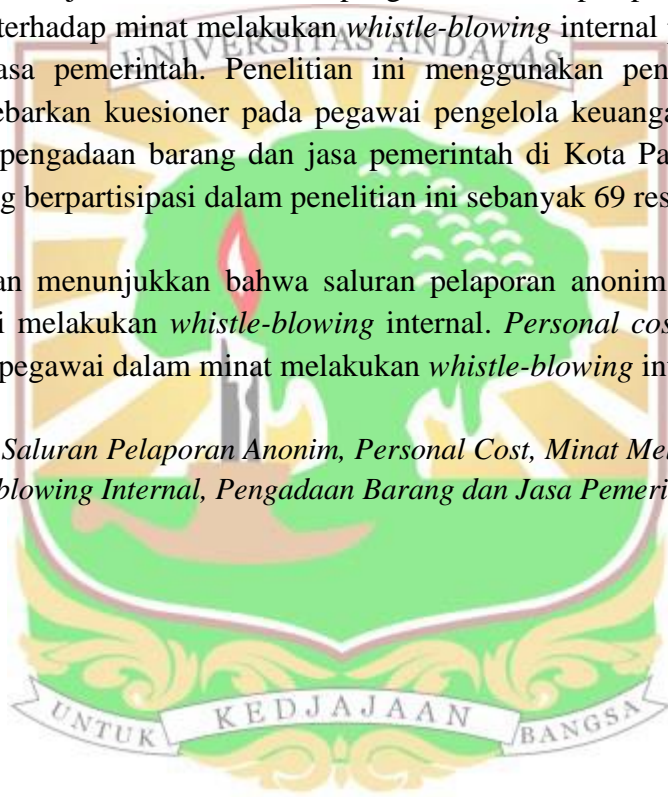 terhadap minat melakukan whistle-blowing internal
UNIVERSITAS ANDALAS
asa pemerintah. Penelitian ini menggunakan pen
ebarkan kuesioner pada pegawai pengelola keuanga
pengadaan barang dan jasa pemerintah di Kota Pa
g berpartisipasi dalam penelitian ini sebanyak 69 res
an menunjukkan bahwa saluran pelaporan anonim
i melakukan whistle-blowing internal. Personal cos
pegawai dalam minat melakukan whistle-blowing in
Saluran Pelaporan Anonim, Personal Cost, Minat Me
blowing Internal, Pengadaan Barang dan Jasa Pemeri
UNTUK KEDJAJAAN BANGSA